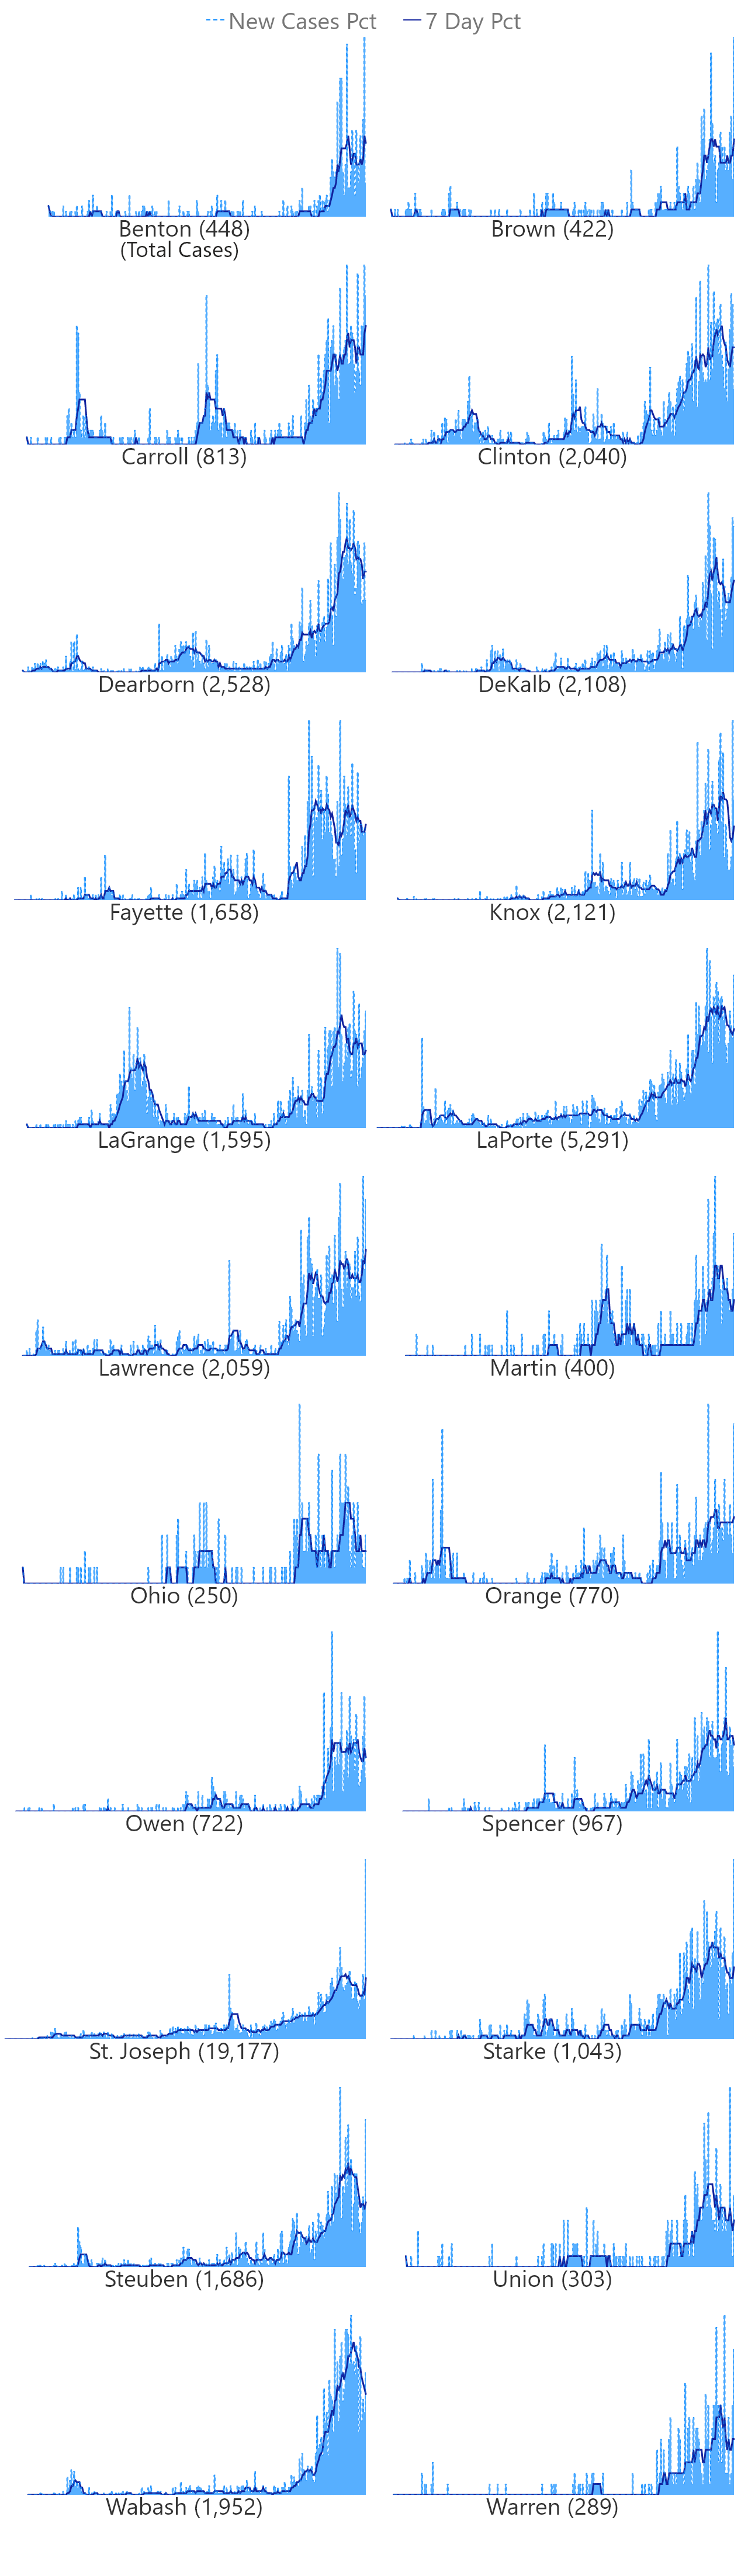 New Cases Pct 7 Day Pct
Benton (448) Brown (422)
(Total Cases)
Carroll (813) Clinton (2,040)
Dearborn (2,528) DeKalb (2,108)
Fayette (1,658) Knox (2,121)
LaGrange (1,595) LaPorte (5,291)
Lawrence (2,059) Martin (400)
Ohio (250) Orange (770)
Owen (722) Spencer (967)
St. Joseph (19,177) Starke (1,043)
Steuben (1,686) Union (303)
Wabash (1,952) Warren (289)